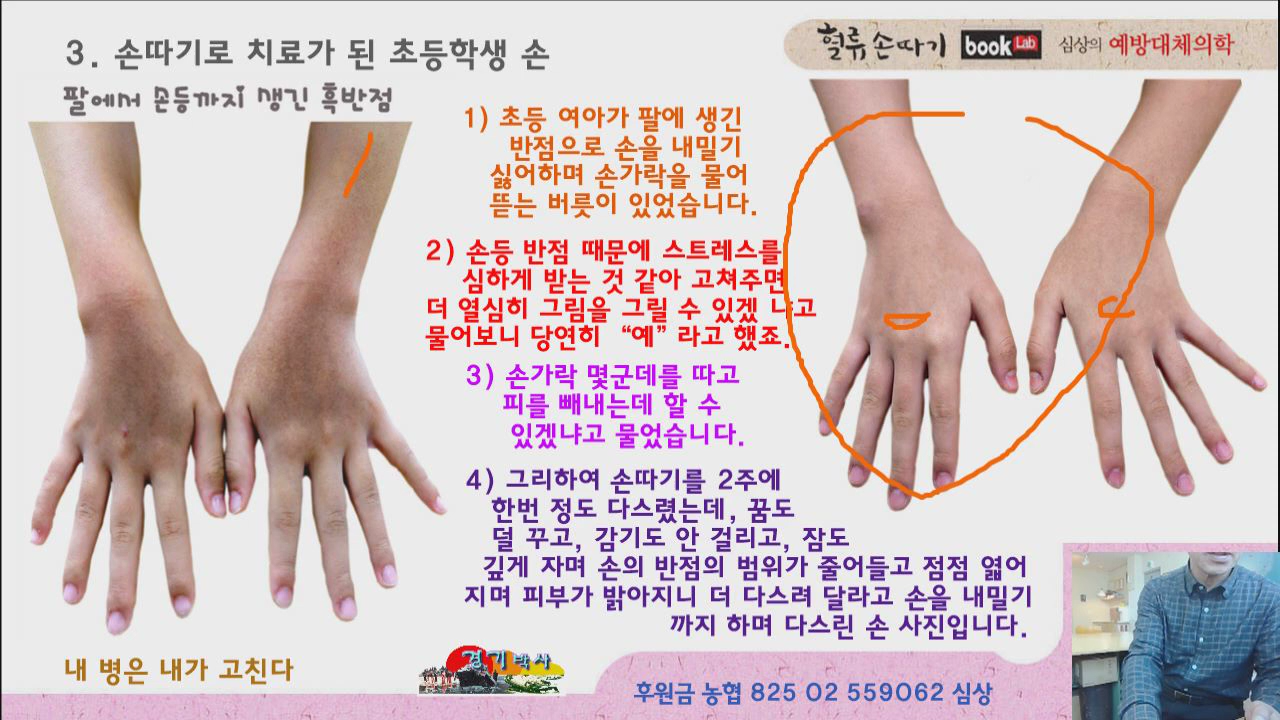 3. 손따기로 치료가 된 초등학생 손
팔에서 손등까지 생긴 흑반점
혈류 손따기 book Lab 심상의 예방대체의학
1) 초등 여아가 팔에 생긴
반점으로 손을 내밀기
싫어하며 손가락을 물어
뜯는 버릇이 있었습니다.
2) 손등 반점 때문에 스트레스를
심하게 받는 것 같아 고쳐주면
더 열심히 그림을 그릴 수 있겠 냐고
물어보니 당연히 “예” 라고 했죠.
3) 손가락 몇군데를 따고
피를 빼내는데 할 수
있겠냐고 물었습니다.
4) 그리하여 손따기를 2주에
한번 정도 다스렸는데, 꿈도
덜 꾸고, 감기도 안 걸리고, 잠도
깊게 자며 손의 반점의 범위가 줄어들고 점점 엷어
지며 피부가 밝아지니 더 다스려 달라고 손을 내밀기
까지 하며 다스린 손 사진입니다.
내 병은 내가 고친다
경기박사
후원금 농협 825 02 559062 심상